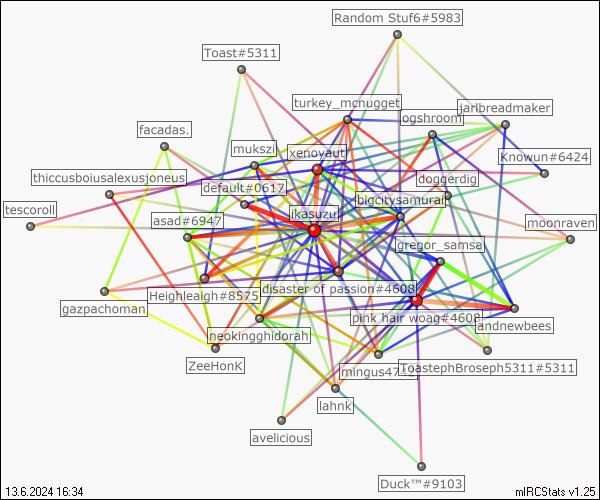 Random Stuf6#5983
Toast#5311
turkey_mcnugget
jarlbreadmaker
ogshroom
facadas.
mukszi
xenoyaut
Knowun#6424
thiccusboiusalexusjoneus
doggerdig
default#0617
bigcitysamurai
tescoroll
asad#6947
ikasuzu
moonraven
gregor_samsa
disaster of passion#4608
Heighleaigh#8575
gazpachoman
pink hair woag#4608
andnewbees
neokingghidorah
ZeeHonK
mingus47
ToastephBroseph5311#5311
lahnk
avelicious
Duck™#9103
13.6.2024 16:34
mIRCStats v1.25